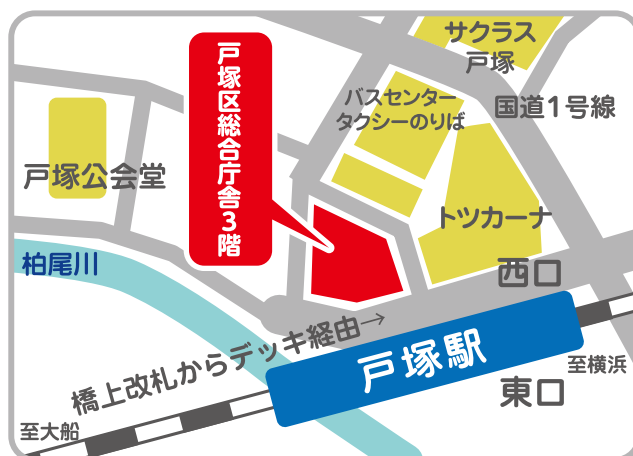 サクラス
戸塚
戸塚区総合庁舎3階
バスセンター
タクシーのりば
国道1号線
戸塚公会堂
トツカーナ
柏尾川
西口
橋上改札からデッキ経由→
戸塚駅
至横浜
東口
至大船